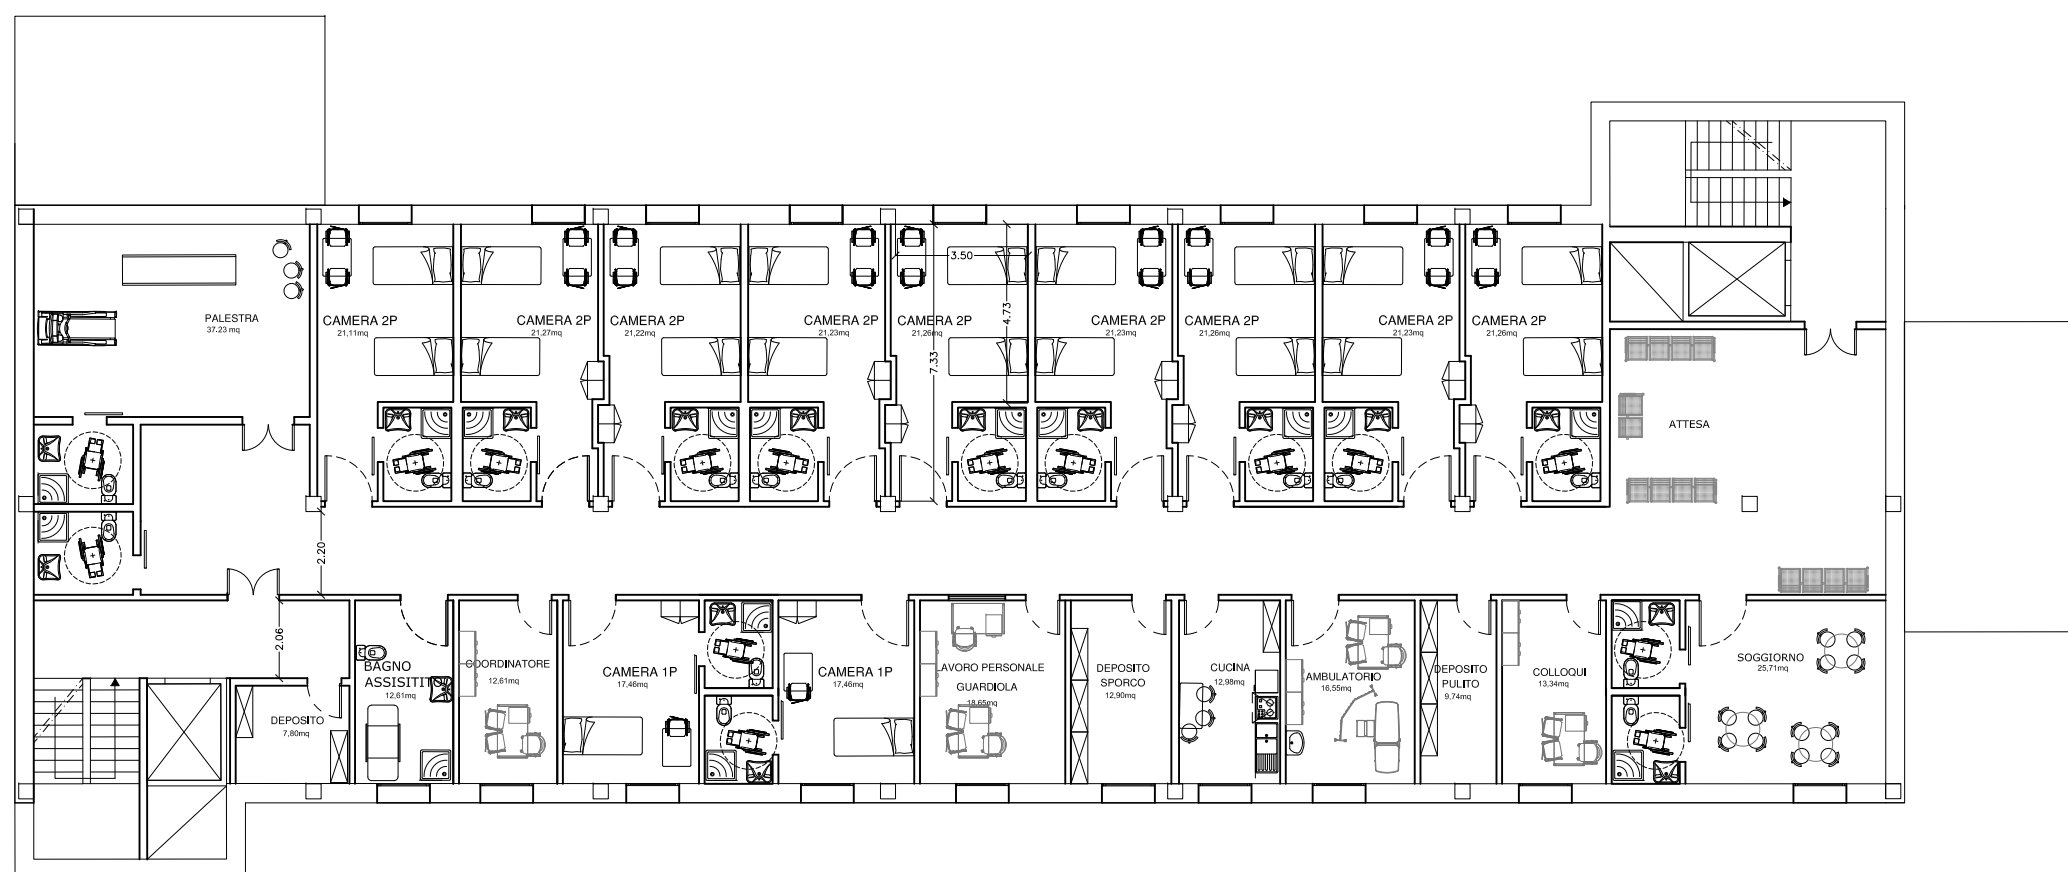 PALESTRA
37.23 mq
CAMERA 2P
21,11mq
CAMERA 2P
21,27mq
CAMERA 2P
21,22mq
CAMERA 2P
21,23mq
CAMERA 2P
21,26mq
CAMERA 2P
21,23mq
CAMERA 2P
21,26mq
CAMERA 2P
21,23mq
CAMERA 2P
21,26mq
3.50
4.73
7.33
ATTESA
2.20
2.06
DEPOSITO
7,80mq
BAGNO
ASSISITITO
12,61mq
COORDINATORE
12,61mq
CAMERA 1P
17,46mq
CAMERA 1P
17,46mq
LAVORO PERSONALE
GUARDIOLA
18,65mq
DEPOSITO
SPORCO
12,90mq
CUCINA
12,98mq
AMBULATORIO
16,55mq
DEPOSITO
PULITO
9,74mq
COLLOQUI
13,34mq
SOGGIORNO
25,71mq